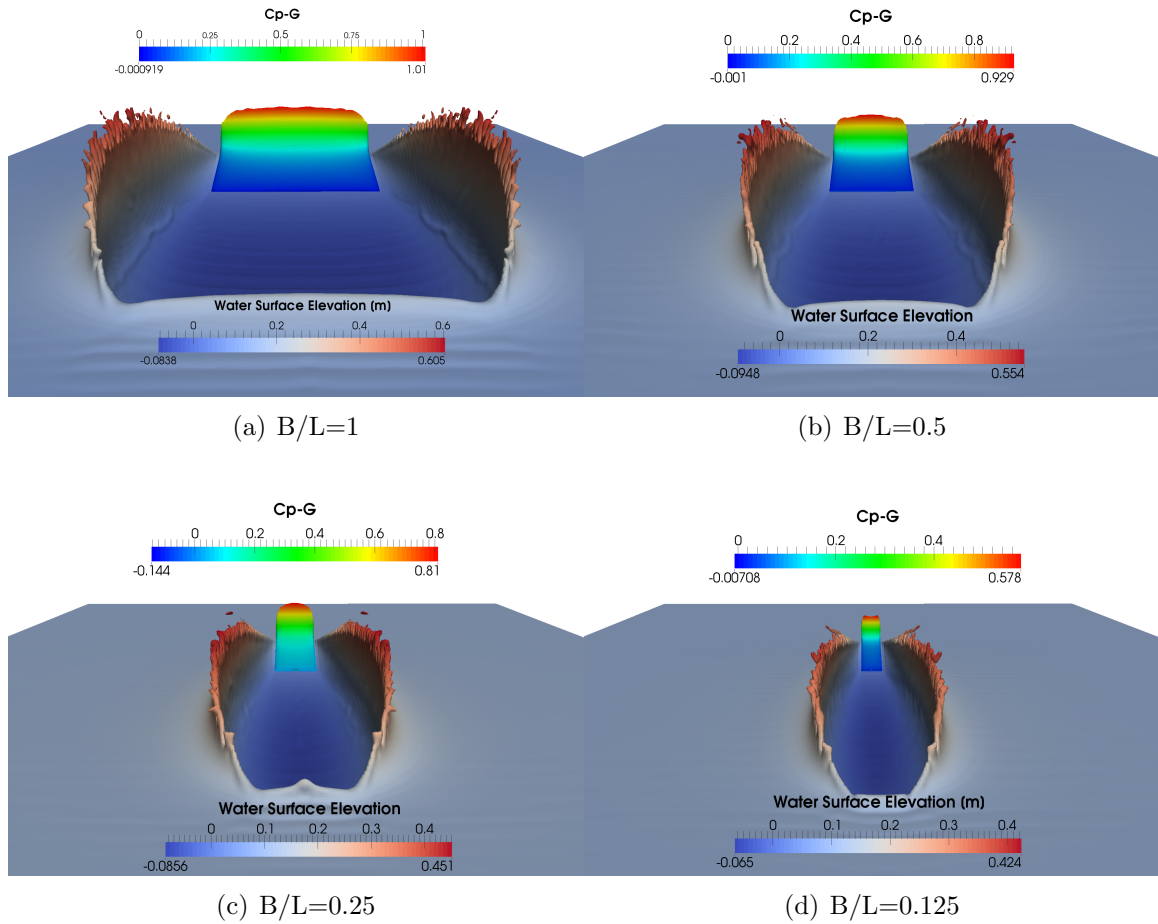 Cp-G
0 0.25 0.5 0.75 1
-0.000919 1.01
Water Surface Elevation (m)
0 0.2 0.4 0.6
-0.0838 0.605
(a) B/L=1
Cp-G
0 0.2 0.4 0.6 0.8
-0.001 0.929
Water Surface Elevation
0 0.2 0.4
-0.0948 0.554
(b) B/L=0.5
Cp-G
0 0.2 0.4 0.6 0.8
-0.144 0.81
Water Surface Elevation
0 0.1 0.2 0.3 0.4
-0.0856 0.451
(c) B/L=0.25
Cp-G
0 0.2 0.4
-0.00708 0.578
Water Surface Elevation (m)
0 0.1 0.2 0.3 0.4
-0.065 0.424
(d) B/L=0.125